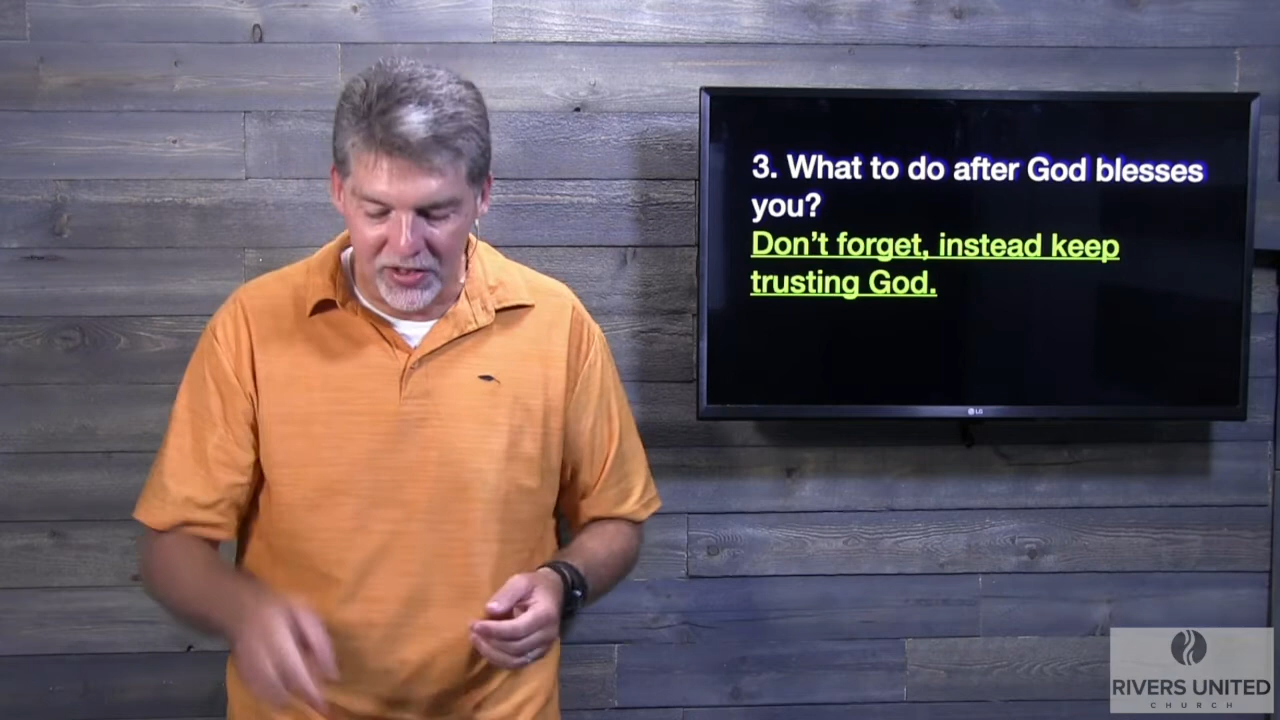 3. What to do after God blesses
you?
Don't forget, instead keep
trusting God.
LG
RIVERS UNITED
CHURCH